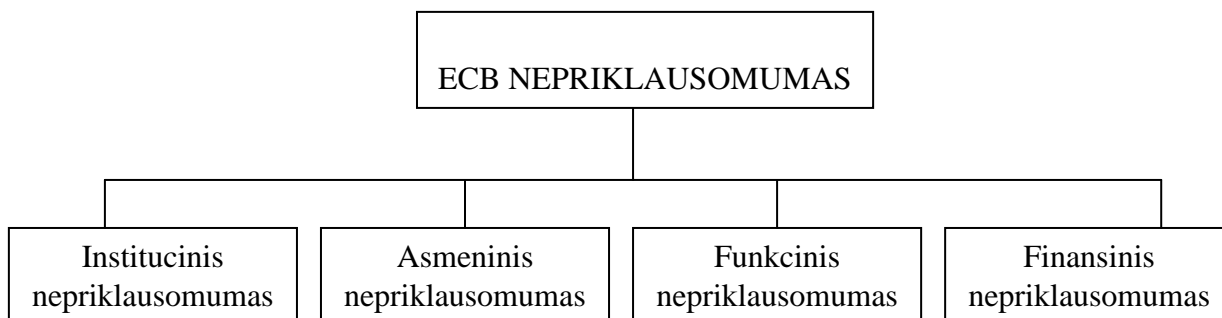 ECB NEPRIKLAUSOMUMAS
Institucinis
nepriklausomumas
Asmeninis
nepriklausomumas
Funkcinis
nepriklausomumas
Finansinis
nepriklausomumas